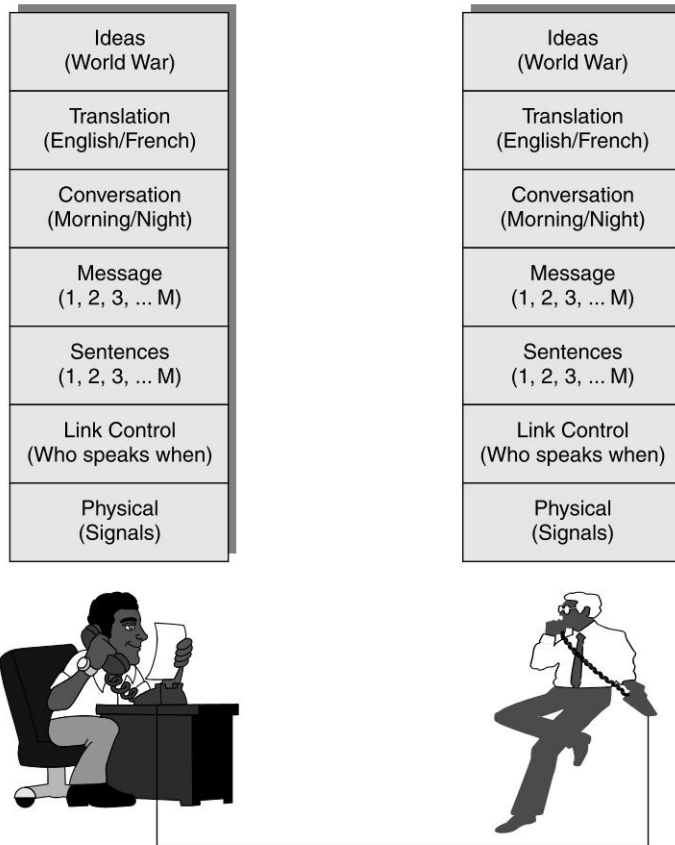 Ideas
(World War)
Translation
(English/French)
Conversation
(Morning/Night)
Message
(1, 2, 3, ... M)
Sentences
(1, 2, 3, ... M)
Link Control
(Who speaks when)
Physical
(Signals)
Ideas
(World War)
Translation
(English/French)
Conversation
(Morning/Night)
Message
(1, 2, 3, ... M)
Sentences
(1, 2, 3, ... M)
Link Control
(Who speaks when)
Physical
(Signals)